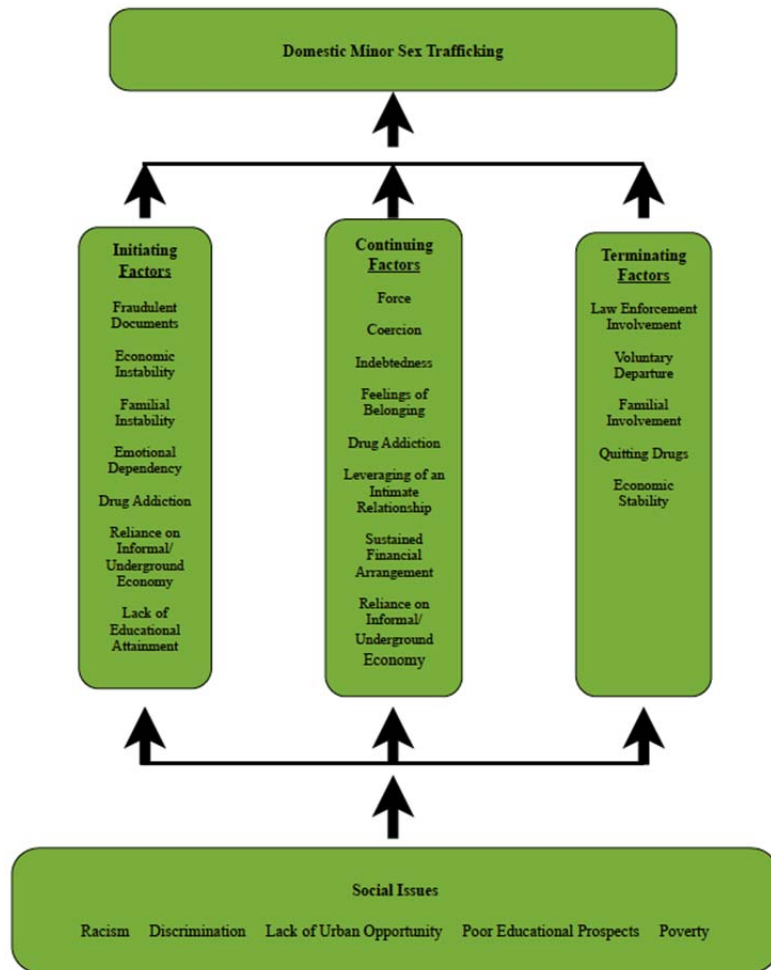 Domestic Minor Sex Trafficking
Initiating
Factors
Fraudulent
Documents
Economic
Instability
Familial
Instability
Emotional
Dependency
Drug Addiction
Reliance on
Informal/
Underground
Economy
Lack of
Educational
Attainment
Continuing
Factors
Force
Coercion
Indebtedness
Feelings of
Belonging
Drug Addiction
Leveraging of an
Intimate
Relationship
Sustained
Financial
Arrangement
Reliance on
Informal/
Underground
Economy
Terminating
Factors
Law Enforcement
Involvement
Voluntary
Departure
Familial
Involvement
Quitting Drugs
Economic
Stability
Social Issues
Racism Discrimination Lack of Urban Opportunity Poor Educational Prospects Poverty